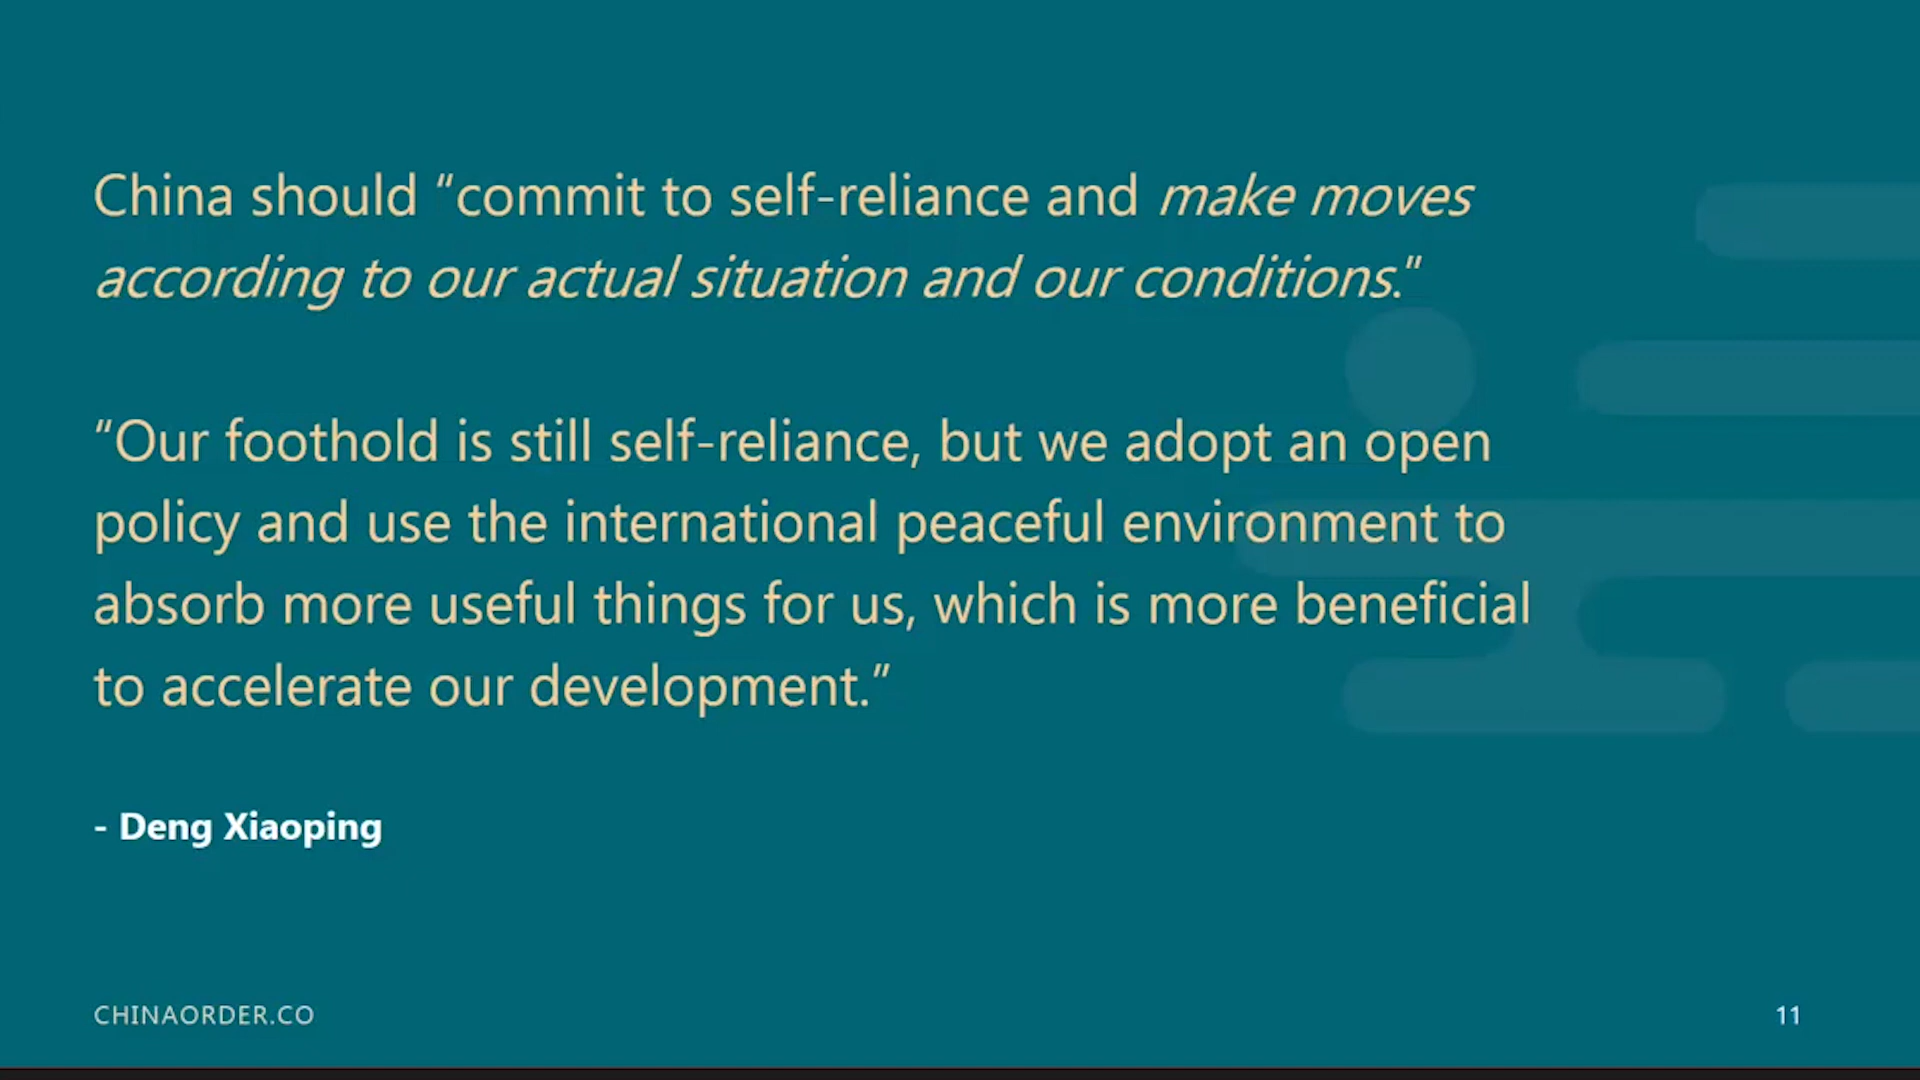 China should “commit to self-reliance and make moves
according to our actual situation and our conditions.”
“Our foothold is still self-reliance, but we adopt an open
policy and use the international peaceful environment to
absorb more useful things for us, which is more beneficial
to accelerate our development.”
- Deng Xiaoping
CHINAORDER.CO
11